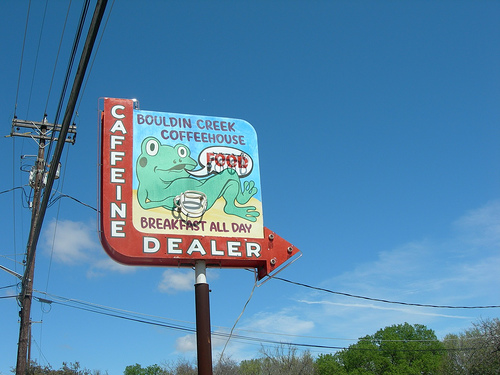 CAFFEINE
DEALER
BOULDIN CREEK
COFFEEHOUSE
FOOD
BREAKFAST ALL DAY